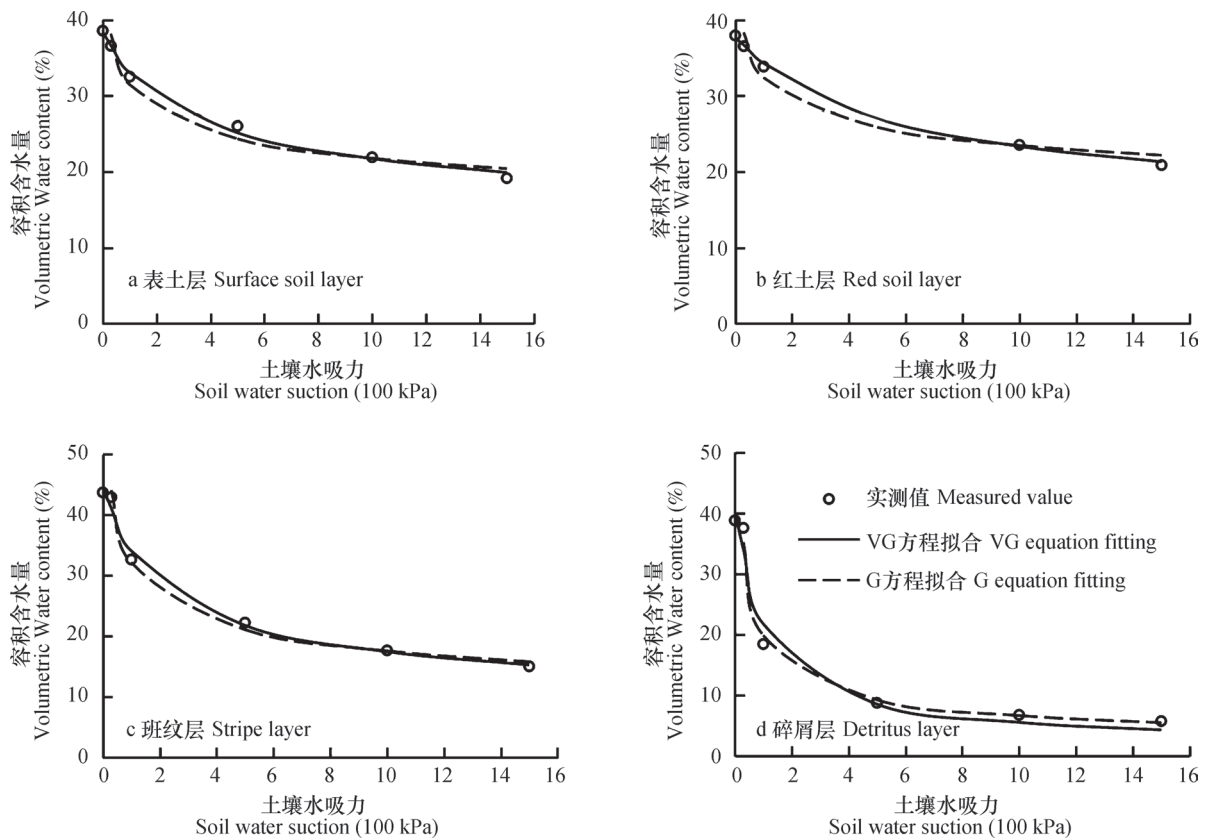 容积含水量
Volumetric Water content (%)
40
30
20
10
0
a 表土层 Surface soil layer
0 2 4 6 8 10 12 14 16
土壤水吸力
Soil water suction (100 kPa)
容积含水量
Volumetric Water content (%)
40
30
20
10
0
b 红土层 Red soil layer
0 2 4 6 8 10 12 14 16
土壤水吸力
Soil water suction (100 kPa)
容积含水量
Volumetric Water content (%)
50
40
30
20
10
0
c 班纹层 Stripe layer
0 2 4 6 8 10 12 14 16
土壤水吸力
Soil water suction (100 kPa)
容积含水量
Volumetric Water content (%)
50
40
30
20
10
0
实测值 Measured value
VG方程拟合 VG equation fitting
G方程拟合 G equation fitting
d 碎屑层 Detritus layer
0 2 4 6 8 10 12 14 16
土壤水吸力
Soil water suction (100 kPa)